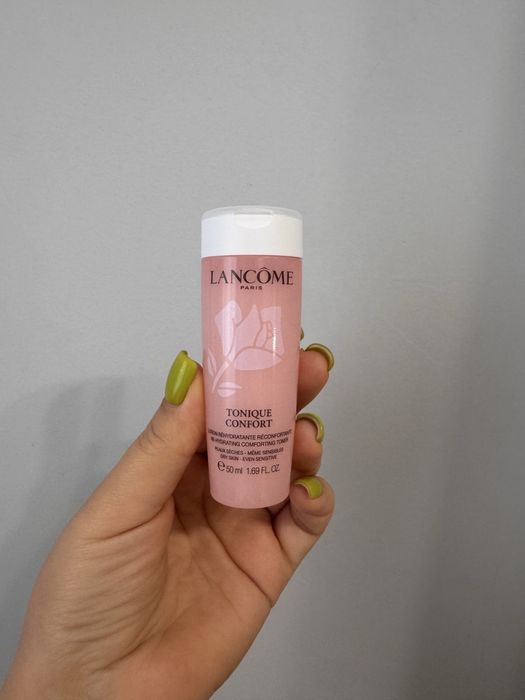 LANCÔME
PARIS
TONIQUE
CONFORT
LOTION RÉHYDRATANTE RÉCONFORTANTE
RE-HYDRATING COMFORTING TONER
PEAUX SÈCHES - MÊME SENSIBLES
DRY SKIN - EVEN SENSITIVE
℮ 50 ml 1.69 FL. OZ.